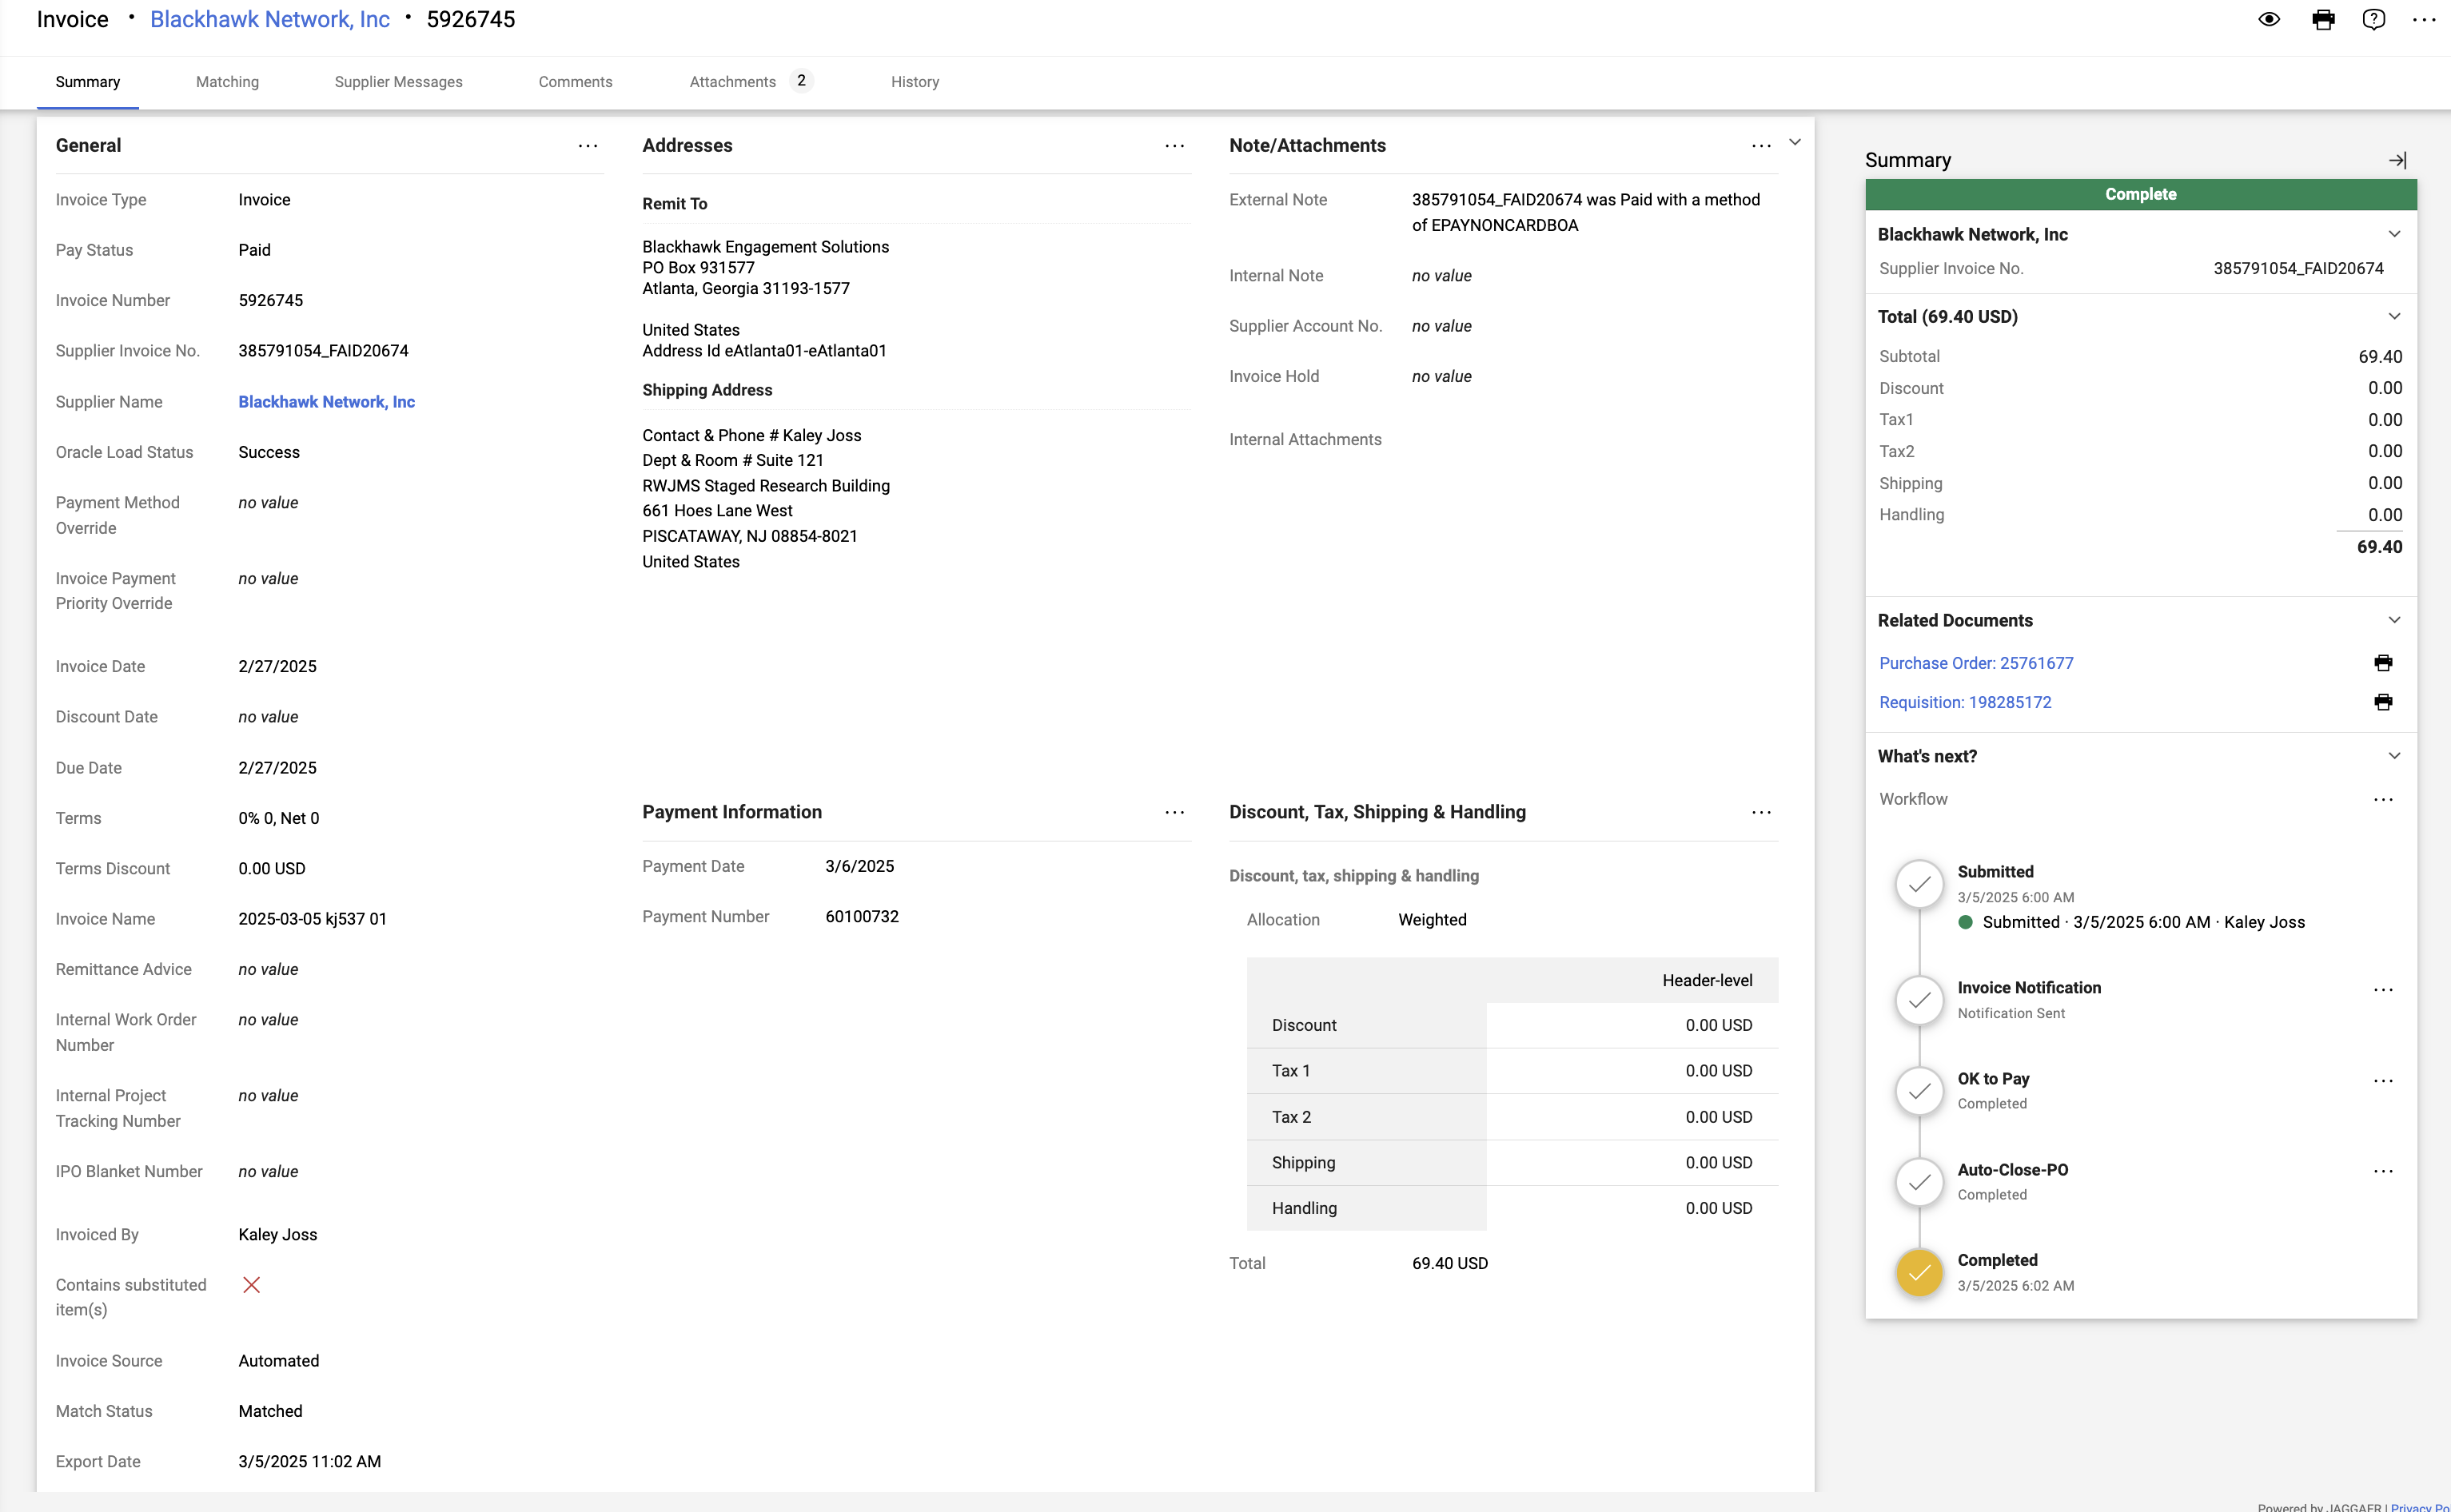 Invoice • Blackhawk Network, Inc • 5926745
Summary
Matching
Supplier Messages
Comments
Attachments 2
History
General
Invoice Type Invoice
Pay Status Paid
Invoice Number 5926745
Supplier Invoice No. 385791054_FAID20674
Supplier Name Blackhawk Network, Inc
Oracle Load Status Success
Payment Method no value
Override
Invoice Payment no value
Priority Override
Invoice Date 2/27/2025
Discount Date no value
Due Date 2/27/2025
Terms 0% 0, Net 0
Terms Discount 0.00 USD
Invoice Name 2025-03-05 kj537 01
Remittance Advice no value
Internal Work Order no value
Number
Internal Project no value
Tracking Number
IPO Blanket Number no value
Invoiced By Kaley Joss
Contains substituted
item(s)
Invoice Source Automated
Match Status Matched
Export Date 3/5/2025 11:02 AM
Addresses
Remit To
Blackhawk Engagement Solutions
PO Box 931577
Atlanta, Georgia 31193-1577
United States
Address Id eAtlanta01-eAtlanta01
Shipping Address
Contact & Phone # Kaley Joss
Dept & Room # Suite 121
RWJMS Staged Research Building
661 Hoes Lane West
PISCATAWAY, NJ 08854-8021
United States
Note/Attachments
External Note 385791054_FAID20674 was Paid with a method
of EPAYNONCARDBOA
Internal Note no value
Supplier Account No. no value
Invoice Hold no value
Internal Attachments
Payment Information
Payment Date 3/6/2025
Payment Number 60100732
Discount, Tax, Shipping & Handling
Discount, tax, shipping & handling
Allocation Weighted
Header-level
Discount 0.00 USD
Tax 1 0.00 USD
Tax 2 0.00 USD
Shipping 0.00 USD
Handling 0.00 USD
Total 69.40 USD
Summary
Complete
Blackhawk Network, Inc
Supplier Invoice No. 385791054_FAID20674
Total (69.40 USD)
Subtotal 69.40
Discount 0.00
Tax1 0.00
Tax2 0.00
Shipping 0.00
Handling 0.00
69.40
Related Documents
Purchase Order: 25761677
Requisition: 198285172
What's next?
Workflow
Submitted
3/5/2025 6:00 AM
Submitted · 3/5/2025 6:00 AM · Kaley Joss
Invoice Notification
Notification Sent
OK to Pay
Completed
Auto-Close-PO
Completed
Completed
3/5/2025 6:02 AM
Powered by JAGGAER | Privacy Po